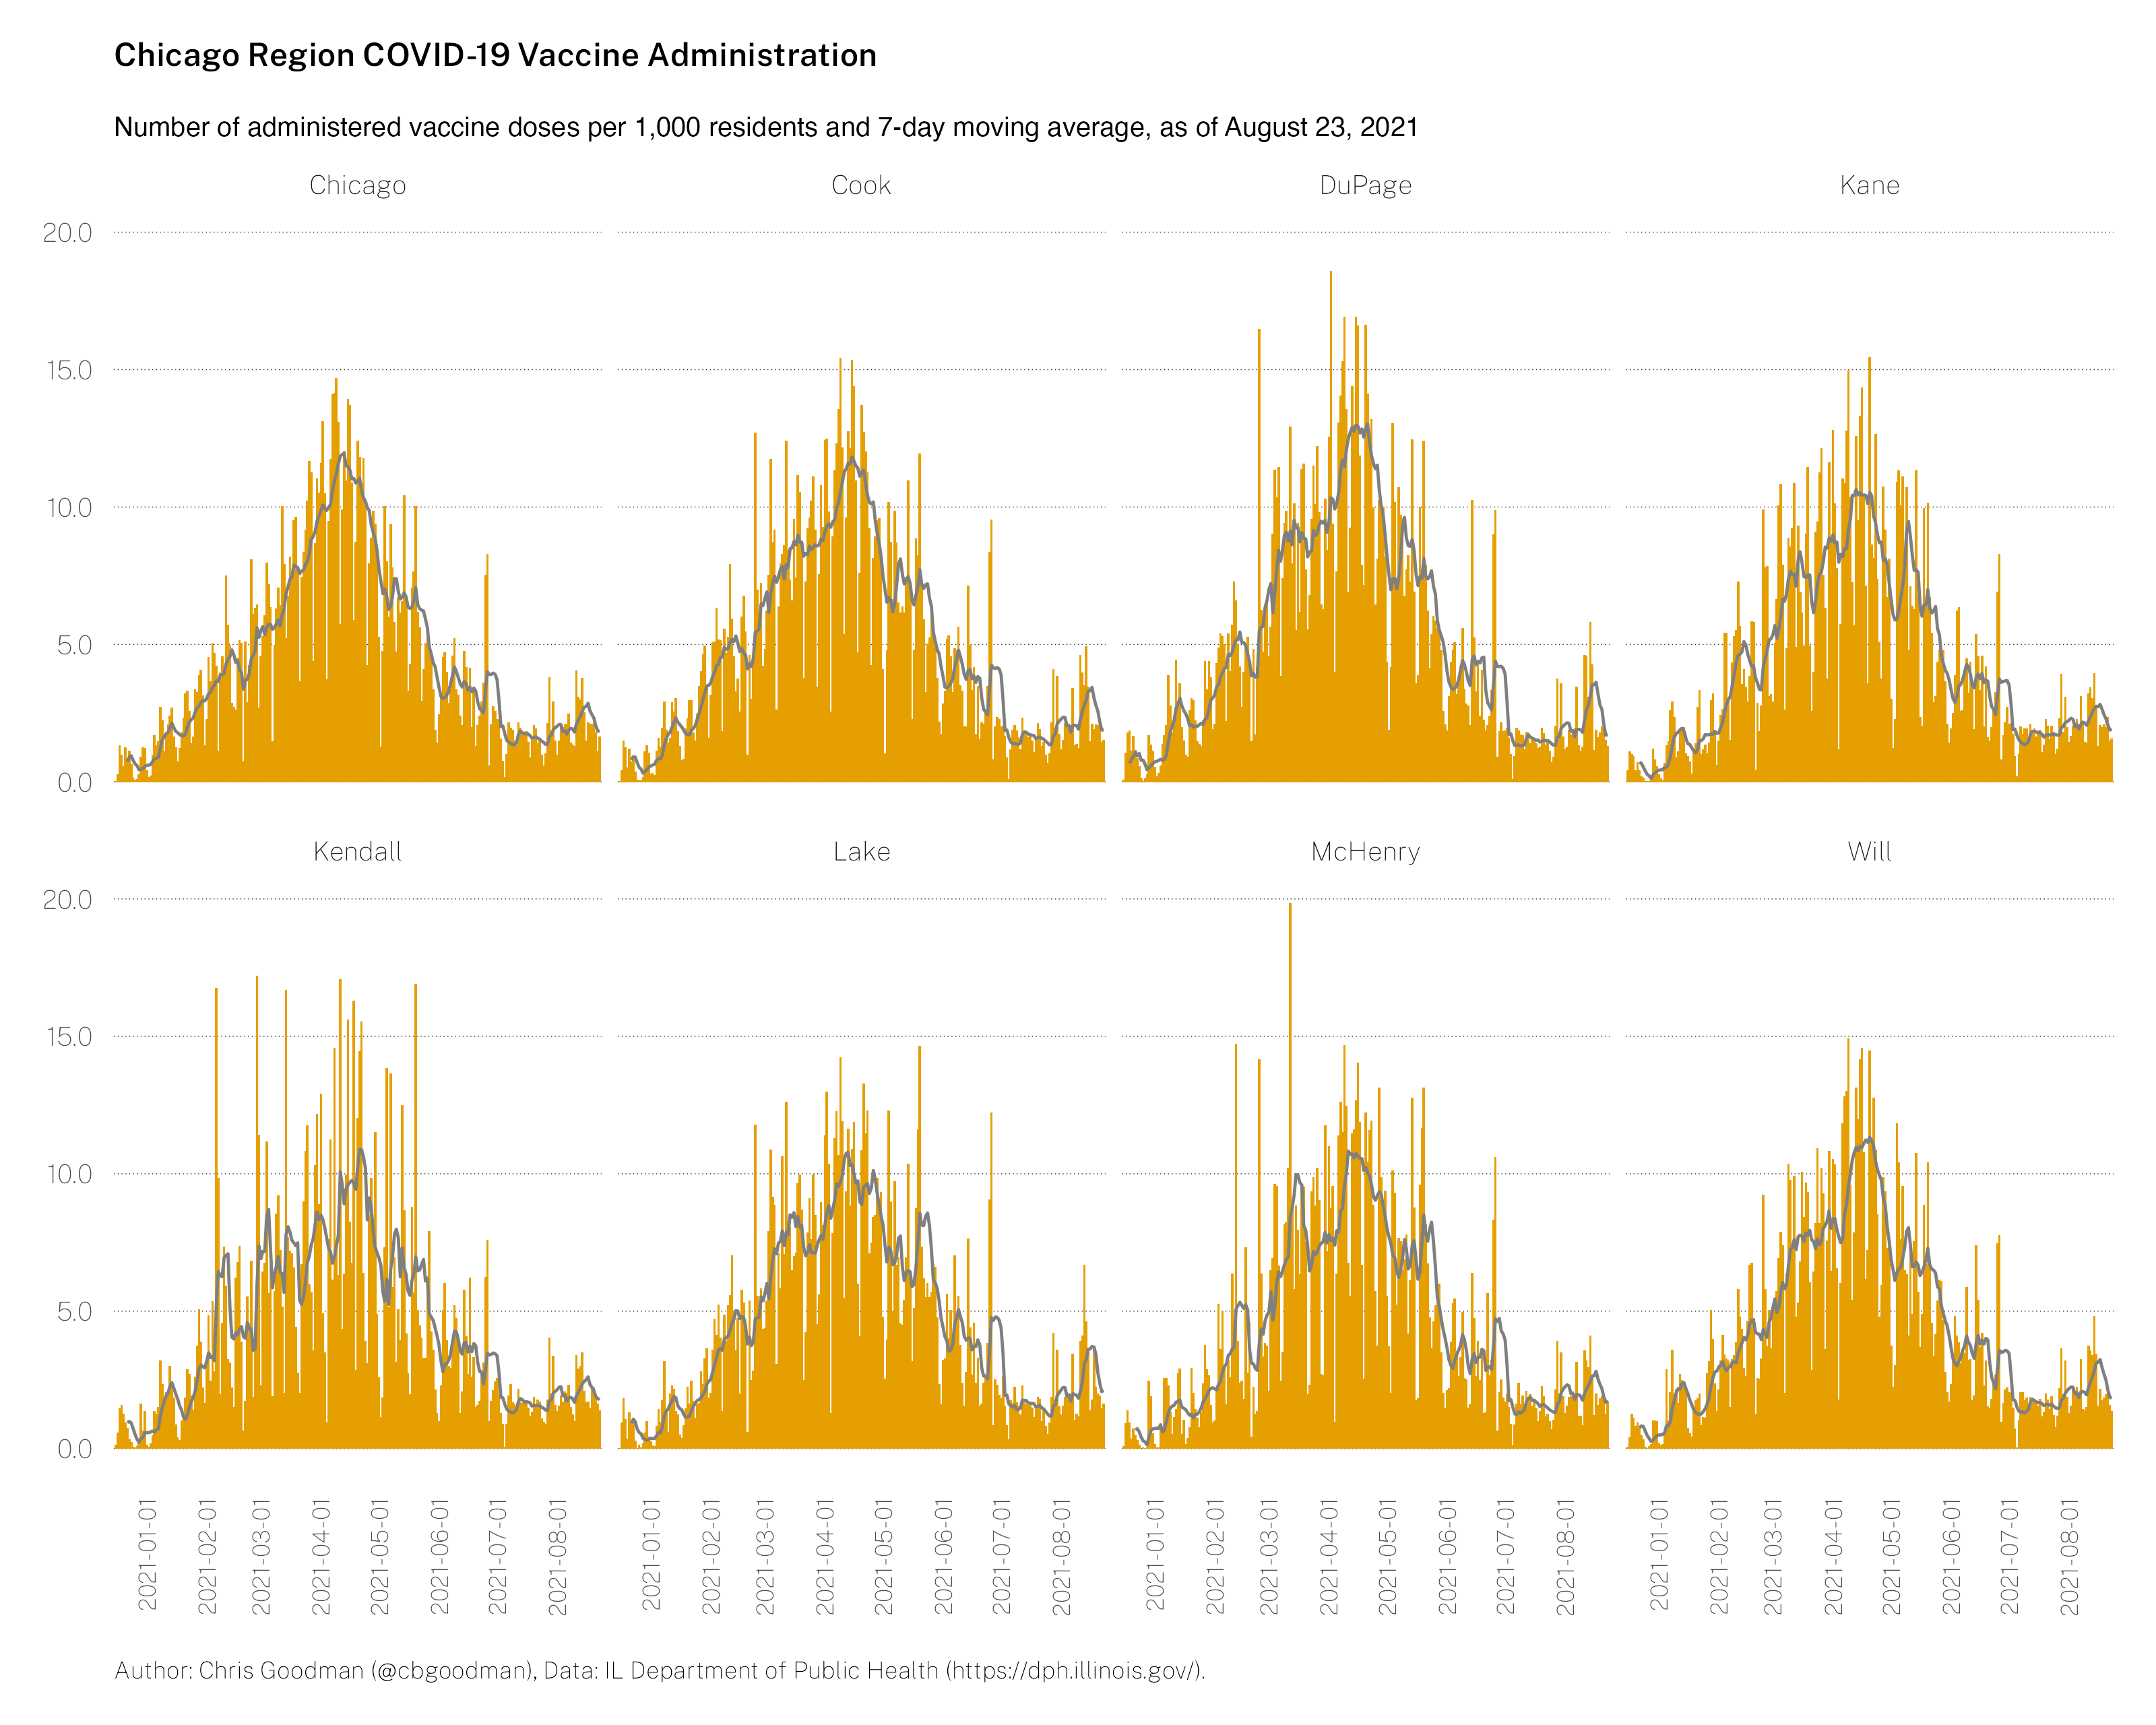 Chicago Region COVID-19 Vaccine Administration
Number of administered vaccine doses per 1,000 residents and 7-day moving average, as of August 23, 2021
Chicago Cook DuPage Kane
20.0
15.0
10.0
5.0
0.0
Kendall Lake McHenry Will
20.0
15.0
10.0
5.0
0.0
2021-01-01 2021-02-01 2021-03-01 2021-04-01 2021-05-01 2021-06-01 2021-07-01 2021-08-01 2021-01-01 2021-02-01 2021-03-01 2021-04-01 2021-05-01 2021-06-01 2021-07-01 2021-08-01 2021-01-01 2021-02-01 2021-03-01 2021-04-01 2021-05-01 2021-06-01 2021-07-01 2021-08-01 2021-01-01 2021-02-01 2021-03-01 2021-04-01 2021-05-01 2021-06-01 2021-07-01 2021-08-01
Author: Chris Goodman (@cbgoodman), Data: IL Department of Public Health (https://dph.illinois.gov/).